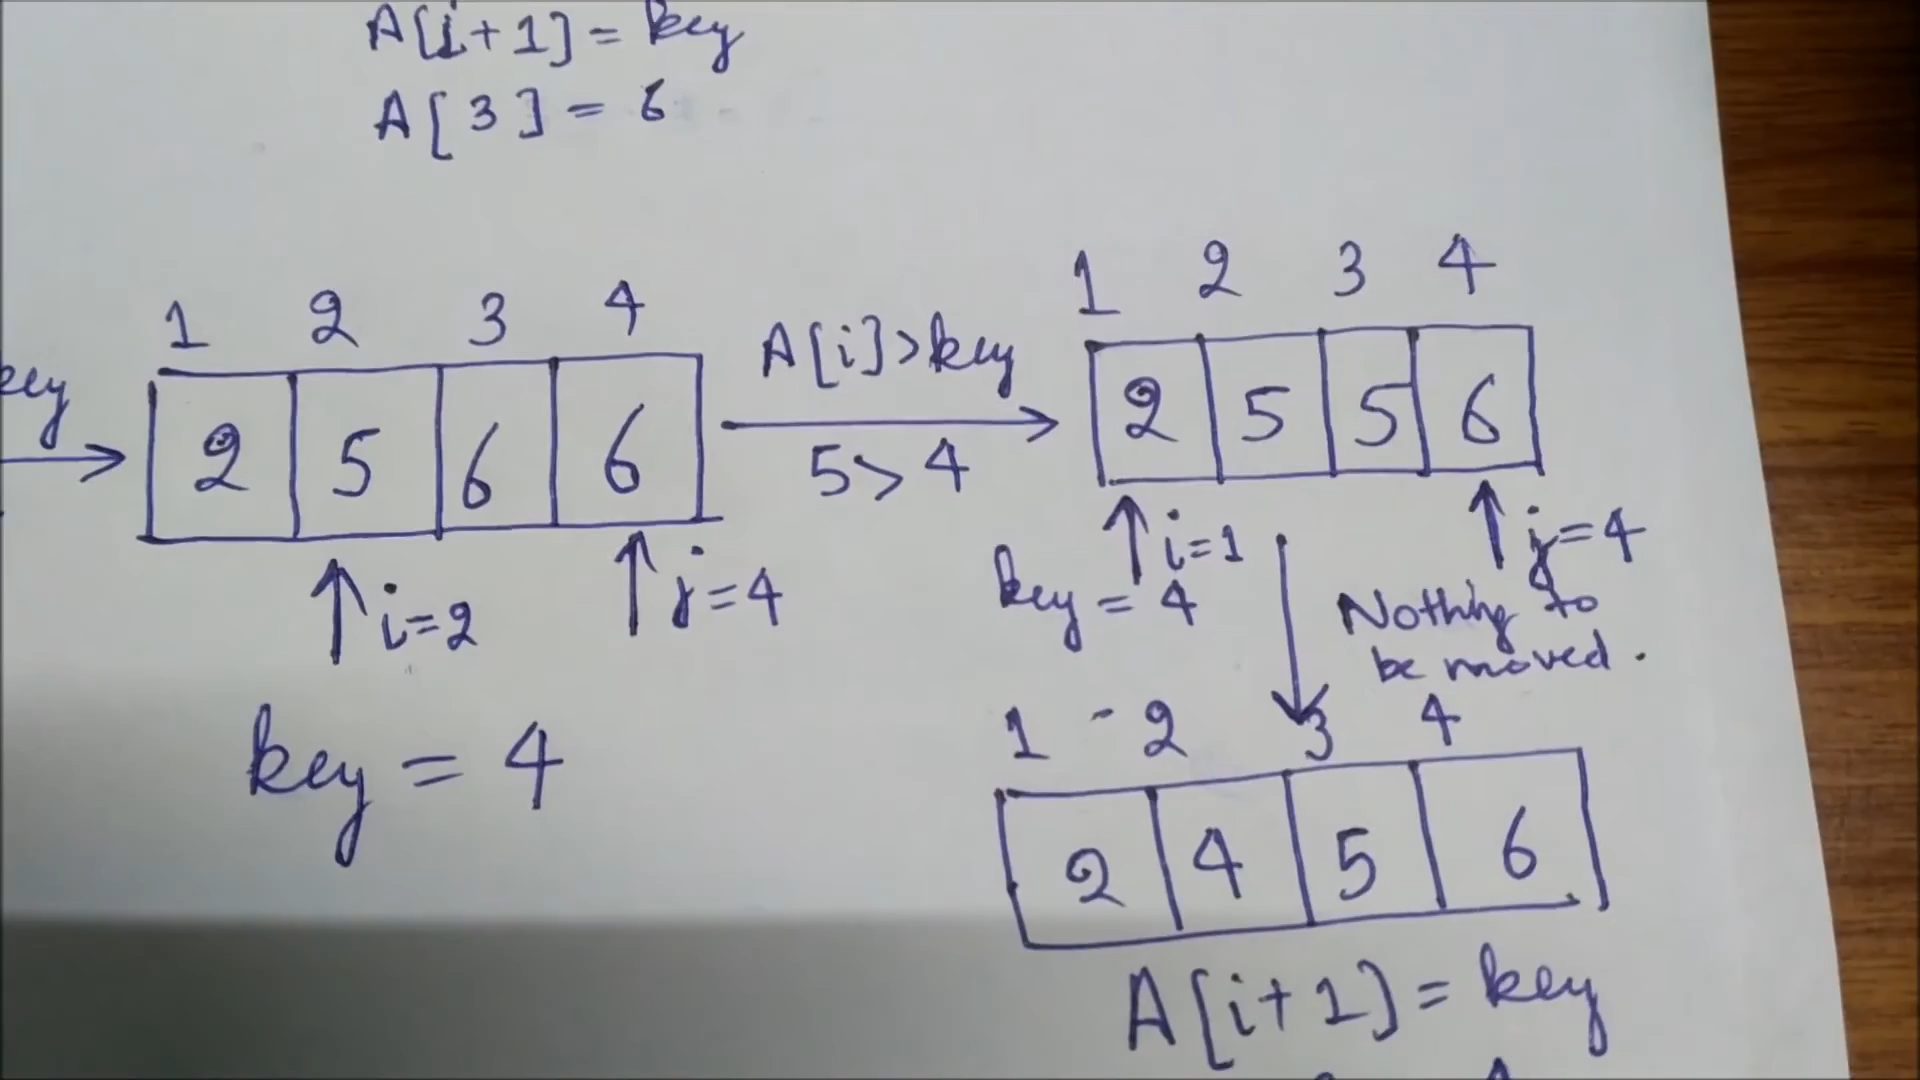 A[i+1] = key
A[3] = 6
key
1 2 3 4
2 5 6 6
i=2 j=4
key = 4
A[i]>key
5>4
1 2 3 4
2 5 5 6
i=1 j=4
key = 4
Nothing to
be moved.
1 - 2 3 4
2 4 5 6
A[i+1] = key